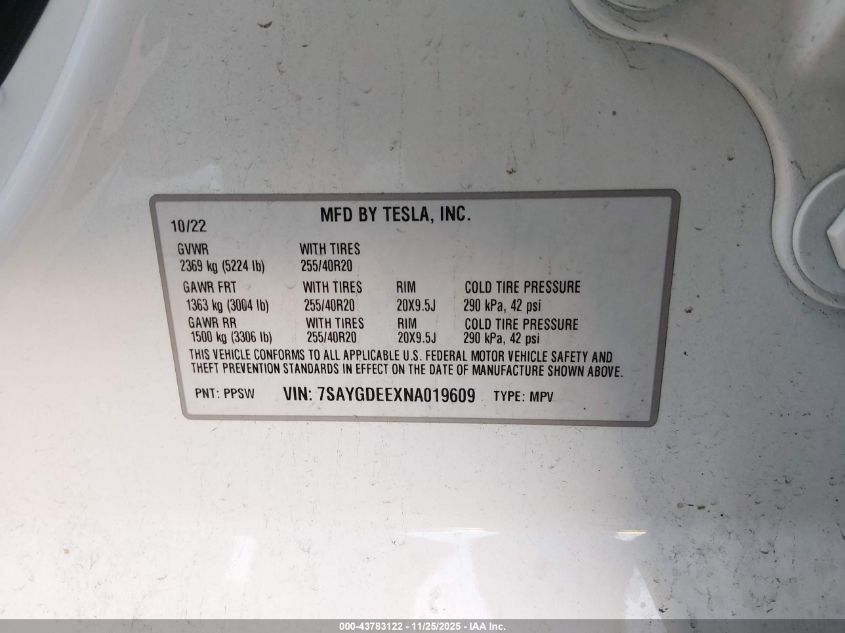 MFD BY TESLA, INC.
10/22
GVWR WITH TIRES
2369 kg (5224 lb) 255/40R20
GAWR FRT WITH TIRES RIM COLD TIRE PRESSURE
1363 kg (3004 lb) 255/40R20 20X9.5J 290 kPa, 42 psi
GAWR RR WITH TIRES RIM COLD TIRE PRESSURE
1500 kg (3306 lb) 255/40R20 20X9.5J 290 kPa, 42 psi
THIS VEHICLE CONFORMS TO ALL APPLICABLE U.S. FEDERAL MOTOR VEHICLE SAFETY AND
THEFT PREVENTION STANDARDS IN EFFECT ON THE DATE OF MANUFACTURE SHOWN ABOVE.
PNT: PPSW VIN: 7SAYGDEEXNA019609 TYPE: MPV
000-43783122 - 11/25/2025 - IAA Inc.